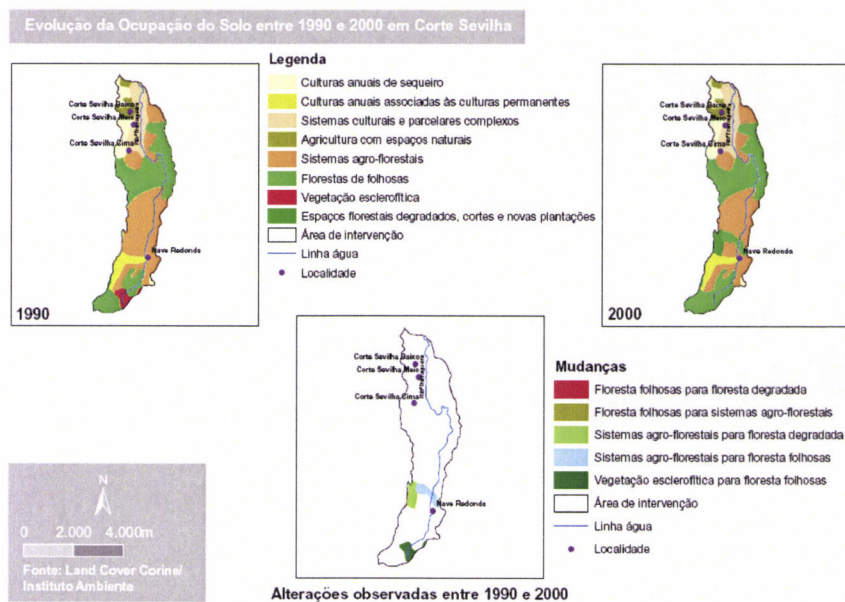 Evolução da Ocupação do Solo entre 1990 e 2000 em Corte Sevilha
Legenda
Culturas anuais de sequeiro
Culturas anuais associadas às culturas permanentes
Sistemas culturais e parcelares complexos
Agricultura com espaços naturais
Sistemas agro-florestais
Florestas de folhosas
Vegetação esclerofítica
Espaços florestais degradados, cortes e novas plantações
Área de intervenção
Linha água
Localidade
Corte Sevilha Baixo
Corte Sevilha Meio
Corte Sevilha Cima
Nave Redonda
1990
Corte Sevilha Baixo
Corte Sevilha Meio
Corte Sevilha Cima
Nave Redonda
2000
Corte Sevilha Baixo
Corte Sevilha Meio
Corte Sevilha Cima
Nave Redonda
Mudanças
Floresta folhosas para floresta degradada
Floresta folhosas para sistemas agro-florestais
Sistemas agro-florestais para floresta degradada
Sistemas agro-florestais para floresta folhosas
Vegetação esclerofítica para floresta folhosas
Área de intervenção
Linha água
Localidade
N
0 2.000 4.000m
Fonte: Land Cover Corine/
Instituto Ambiente
Alterações observadas entre 1990 e 2000